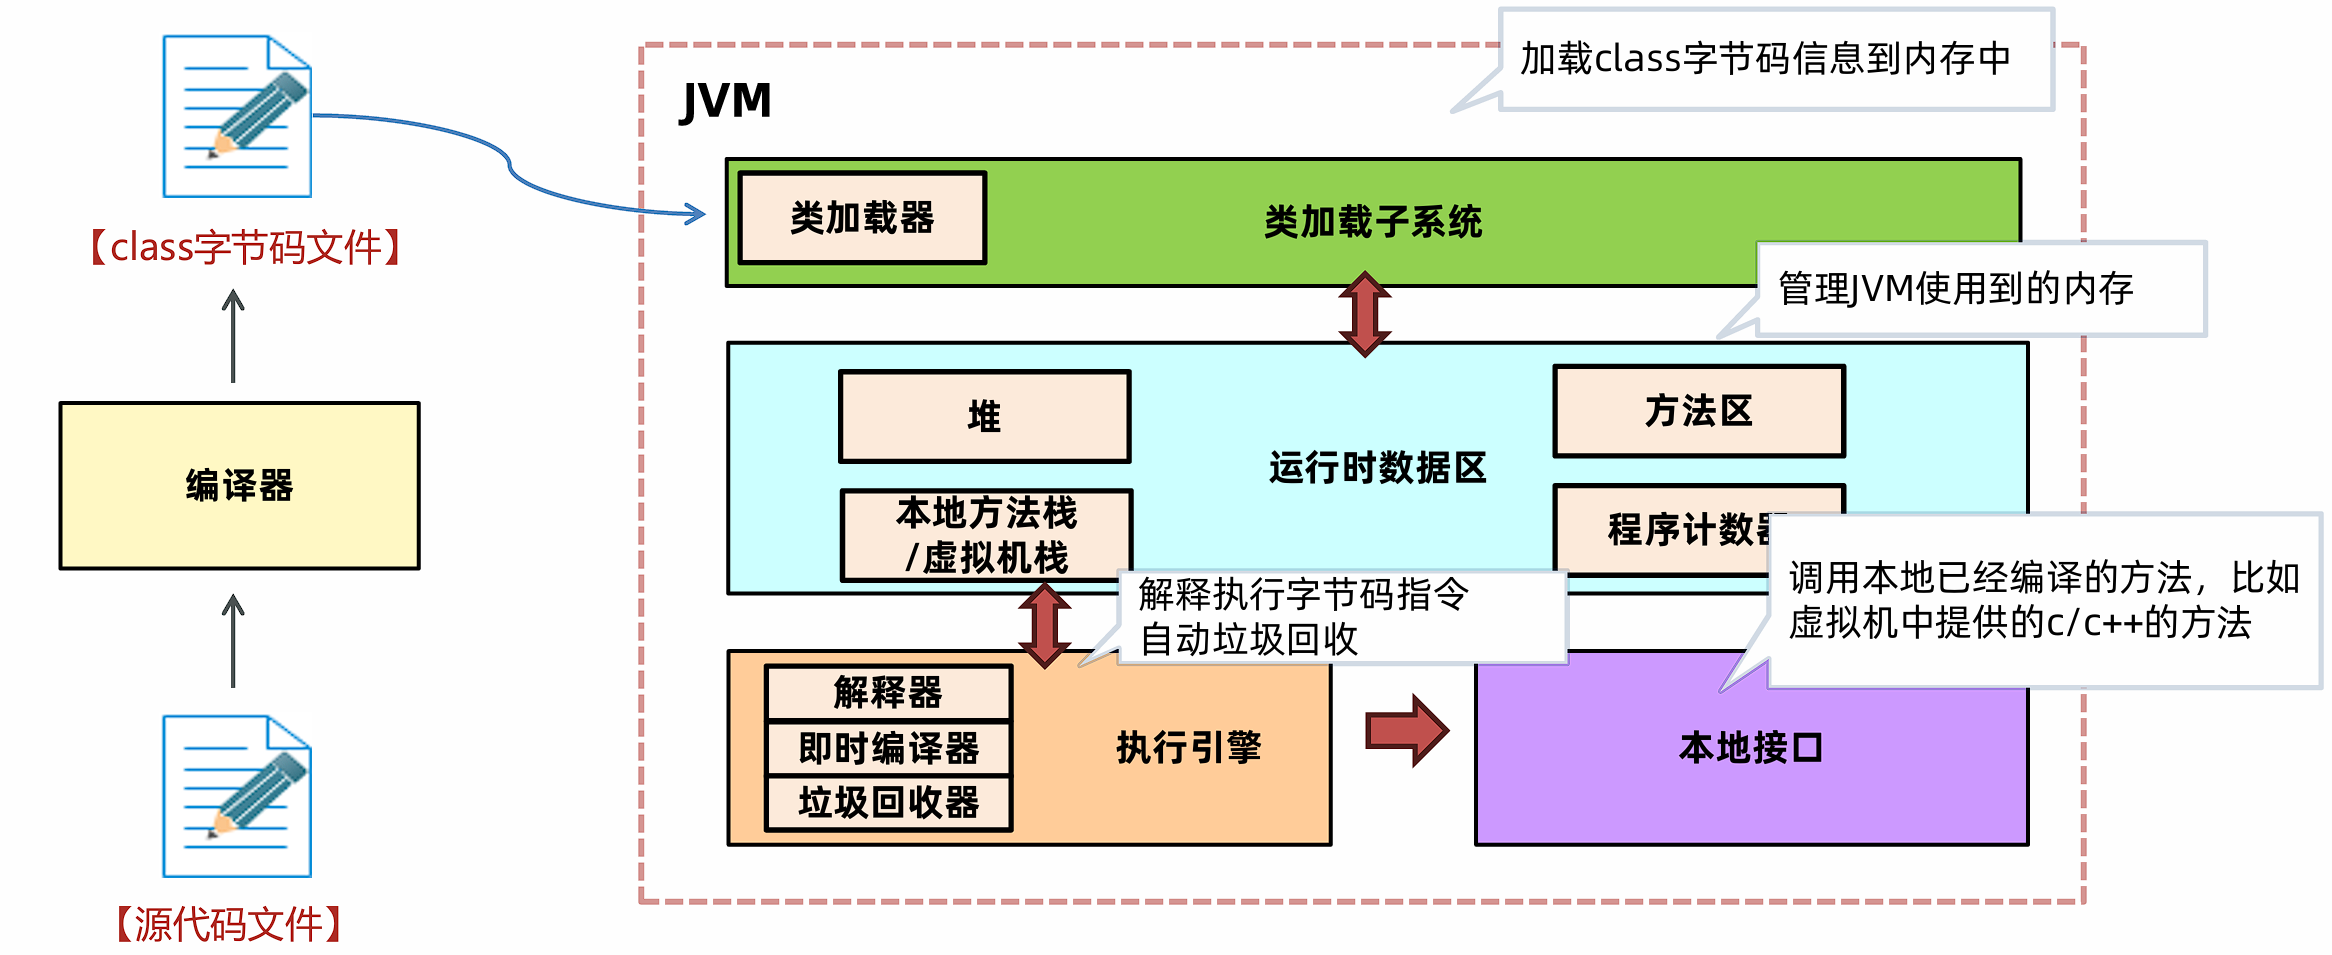 加载class字节码信息到内存中
JVM
类加载器
类加载子系统
【class字节码文件】
管理JVM使用到的内存
堆
方法区
运行时数据区
编译器
本地方法栈
/虚拟机栈
程序计数器
解释执行字节码指令
自动垃圾回收
调用本地已经编译的方法，比如
虚拟机中提供的c/c++的方法
解释器
即时编译器
垃圾回收器
执行引擎
本地接口
【源代码文件】